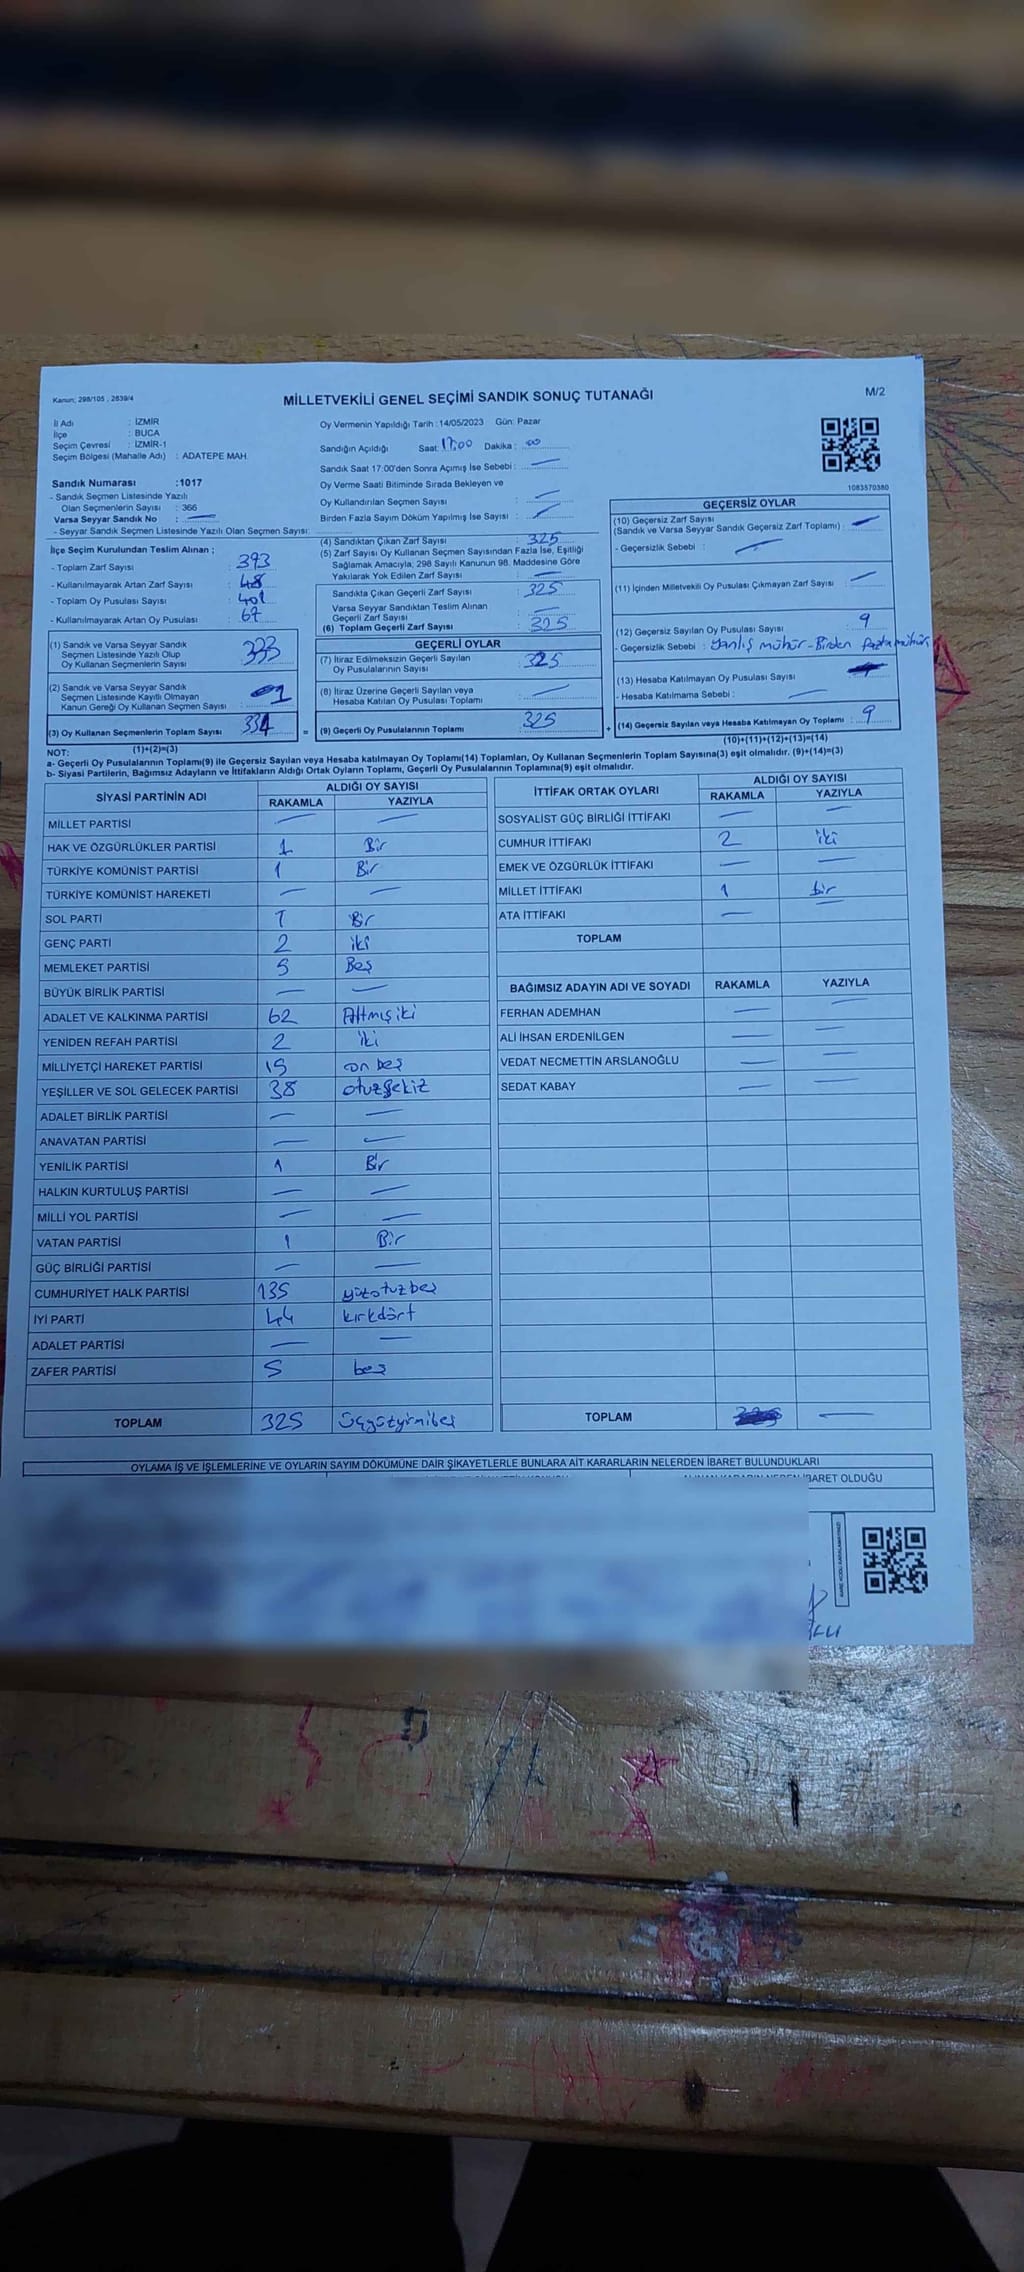 Kanun; 298/105 , 2839/4
MİLLETVEKİLİ GENEL SEÇİMİ SANDIK SONUÇ TUTANAĞI
M/2
İl Adı : İZMİR
İlçe : BUCA
Seçim Çevresi : İZMİR-1
Seçim Bölgesi (Mahalle Adı) : ADATEPE MAH.
Sandık Numarası :1017
- Sandık Seçmen Listesinde Yazılı
Olan Seçmenlerin Sayısı : 366
Varsa Seyyar Sandık No : —
- Seyyar Sandık Seçmen Listesinde Yazılı Olan Seçmen Sayısı:
Oy Vermenin Yapıldığı Tarih :14/05/2023 Gün: Pazar
Sandığın Açıldığı Saat: 17:00 Dakika : 00
Sandık Saat 17:00'den Sonra Açımış İse Sebebi : —
Oy Verme Saati Bitiminde Sırada Bekleyen ve
Oy Kullandırılan Seçmen Sayısı : —
Birden Fazla Sayım Döküm Yapılmış İse Sayısı : —
1083570380
İlçe Seçim Kurulundan Teslim Alınan ;
- Toplam Zarf Sayısı : 393
- Kullanılmayarak Artan Zarf Sayısı :
- Toplam Oy Pusulası Sayısı : 401
- Kullanılmayarak Artan Oy Pusulası : 67
(1) Sandık ve Varsa Seyyar Sandık
Seçmen Listesinde Yazılı Olup
Oy Kullanan Seçmenlerin Sayısı : 333
(2) Sandık ve Varsa Seyyar Sandık
Seçmen Listesinde Kayıtlı Olmayan
Kanun Gereği Oy Kullanan Seçmen Sayısı : 1
(3) Oy Kullanan Seçmenlerin Toplam Sayısı : 334
(4) Sandıktan Çıkan Zarf Sayısı : 325
(5) Zarf Sayısı Oy Kullanan Seçmen Sayısından Fazla İse, Eşitliği
Sağlamak Amacıyla, 298 Sayılı Kanunun 98. Maddesine Göre
Yakılarak Yok Edilen Zarf Sayısı : —
Sandıkta Çıkan Geçerli Zarf Sayısı : 325
Varsa Seyyar Sandıktan Teslim Alınan
Geçerli Zarf Sayısı : —
(6) Toplam Geçerli Zarf Sayısı : 325
GEÇERLİ OYLAR
(7) İtiraz Edilmeksizin Geçerli Sayılan
Oy Pusulalarının Sayısı : 325
(8) İtiraz Üzerine Geçerli Sayılan veya
Hesaba Katılan Oy Pusulası Toplamı : —
= (9) Geçerli Oy Pusulalarının Toplamı : 325
GEÇERSİZ OYLAR
(10) Geçersiz Zarf Sayısı
(Sandık ve Varsa Seyyar Sandık Geçersiz Zarf Toplamı) : —
- Geçersizlik Sebebi : —
(11) İçinden Milletvekili Oy Pusulası Çıkmayan Zarf Sayısı : —
(12) Geçersiz Sayılan Oy Pusulası Sayısı : 9
- Geçersizlik Sebebi : Yanlış mühür - Birden fazla mühür
(13) Hesaba Katılmayan Oy Pusulası Sayısı
- Hesaba Katılmama Sebebi : —
+ (14) Geçersiz Sayılan veya Hesaba Katılmayan Oy Toplamı : 9
NOT: (1)+(2)=(3)
(10)+(11)+(12)+(13)=(14)
a- Geçerli Oy Pusulalarının Toplamı(9) ile Geçersiz Sayılan veya Hesaba katılmayan Oy Toplamı(14) Toplamları, Oy Kullanan Seçmenlerin Toplam Sayısına(3) eşit olmalıdır. (9)+(14)=(3)
b- Siyasi Partilerin, Bağımsız Adayların ve İttifakların Aldığı Ortak Oyların Toplamı, Geçerli Oy Pusulalarının Toplamına(9) eşit olmalıdır.
SİYASİ PARTİNİN ADI ALDIĞI OY SAYISI
RAKAMLA YAZIYLA
MİLLET PARTİSİ — —
HAK VE ÖZGÜRLÜKLER PARTİSİ 1 Bir
TÜRKİYE KOMÜNİST PARTİSİ 1 Bir
TÜRKİYE KOMÜNİST HAREKETİ — —
SOL PARTİ 1 Bir
GENÇ PARTİ 2 iki
MEMLEKET PARTİSİ 5 Beş
BÜYÜK BİRLİK PARTİSİ — —
ADALET VE KALKINMA PARTİSİ 62 Altmışiki
YENİDEN REFAH PARTİSİ 2 iki
MİLLİYETÇİ HAREKET PARTİSİ 15 on beş
YEŞİLLER VE SOL GELECEK PARTİSİ 38 otuzsekiz
ADALET BİRLİK PARTİSİ — —
ANAVATAN PARTİSİ — —
YENİLİK PARTİSİ 1 Bir
HALKIN KURTULUŞ PARTİSİ — —
MİLLİ YOL PARTİSİ — —
VATAN PARTİSİ 1 Bir
GÜÇ BİRLİĞİ PARTİSİ — —
CUMHURİYET HALK PARTİSİ 135 yüzotuzbeş
İYİ PARTİ 44 kırkdört
ADALET PARTİSİ — —
ZAFER PARTİSİ 5 beş
TOPLAM 325 üçyüzyirmibeş
İTTİFAK ORTAK OYLARI ALDIĞI OY SAYISI
RAKAMLA YAZIYLA
SOSYALİST GÜÇ BİRLİĞİ İTTİFAKI — —
CUMHUR İTTİFAKI 2 iki
EMEK VE ÖZGÜRLÜK İTTİFAKI — —
MİLLET İTTİFAKI 1 bir
ATA İTTİFAKI — —
TOPLAM
BAĞIMSIZ ADAYIN ADI VE SOYADI RAKAMLA YAZIYLA
FERHAN ADEMHAN — —
ALİ İHSAN ERDENİLGEN — —
VEDAT NECMETTİN ARSLANOĞLU — —
SEDAT KABAY — —
TOPLAM —
OYLAMA İŞ VE İŞLEMLERİNE VE OYLARIN SAYIM DÖKÜMÜNE DAİR ŞİKAYETLERLE BUNLARA AİT KARARLARIN NELERDEN İBARET BULUNDUKLARI
ALINAN KARARIN NEDEN İBARET OLDUĞU